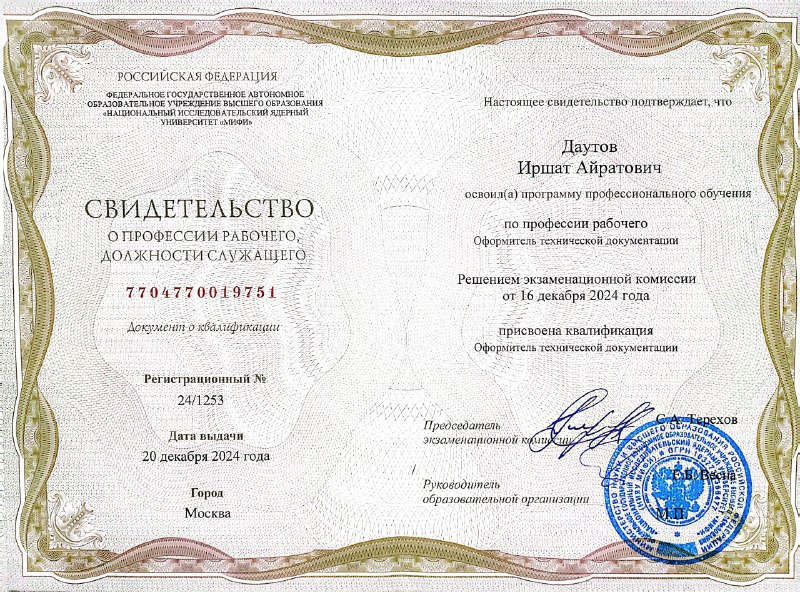 РОССИЙСКАЯ ФЕДЕРАЦИЯ
ФЕДЕРАЛЬНОЕ ГОСУДАРСТВЕННОЕ АВТОНОМНОЕ
ОБРАЗОВАТЕЛЬНОЕ УЧРЕЖДЕНИЕ ВЫСШЕГО ОБРАЗОВАНИЯ
«НАЦИОНАЛЬНЫЙ ИССЛЕДОВАТЕЛЬСКИЙ ЯДЕРНЫЙ
УНИВЕРСИТЕТ «МИФИ»
СВИДЕТЕЛЬСТВО
О ПРОФЕССИИ РАБОЧЕГО,
ДОЛЖНОСТИ СЛУЖАЩЕГО
7704770019751
Документ о квалификации
Регистрационный №
24/1253
Дата выдачи
20 декабря 2024 года
Город
Москва
Настоящее свидетельство подтверждает, что
Даутов
Иршат Айратович
освоил(а) программу профессионального обучения
по профессии рабочего
Оформитель технической документации
Решением экзаменационной комиссии
от 16 декабря 2024 года
присвоена квалификация
Оформитель технической документации
Председатель
экзаменационной комиссии
С.А. Терехов
Руководитель
образовательной организации
Е.Б. Весна
М.П.